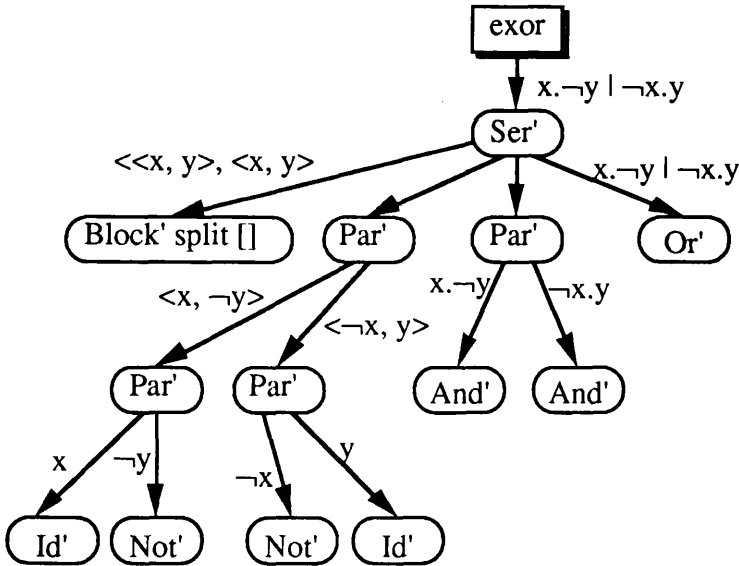 exor
x.¬y | ¬x.y
Ser'
<<x, y>, <x, y>
x.¬y | ¬x.y
Block' split []
Par'
Par'
Or'
<x, ¬y>
x.¬y
¬x.y
<¬x, y>
Par'
Par'
And'
And'
x
¬y
¬x
y
Id'
Not'
Not'
Id'